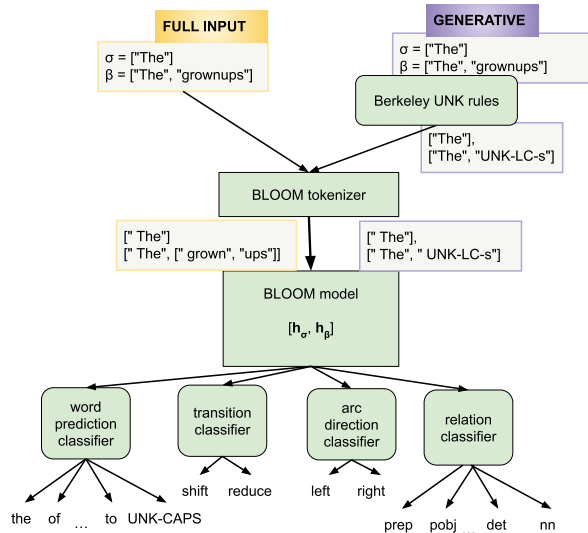 FULL INPUT
GENERATIVE
σ = ["The"]
β = ["The", "grownups"]
σ = ["The"]
β = ["The", "grownups"]
Berkeley UNK rules
["The"],
["The", "UNK-LC-s"]
BLOOM tokenizer
[" The"]
[" The", [" grown", "ups"]]
[" The"],
[" The", " UNK-LC-s"]
BLOOM model
[hσ, hβ]
word
prediction
classifier
transition
classifier
arc
direction
classifier
relation
classifier
shift reduce
left right
the of ... to UNK-CAPS
prep pobj ... det nn